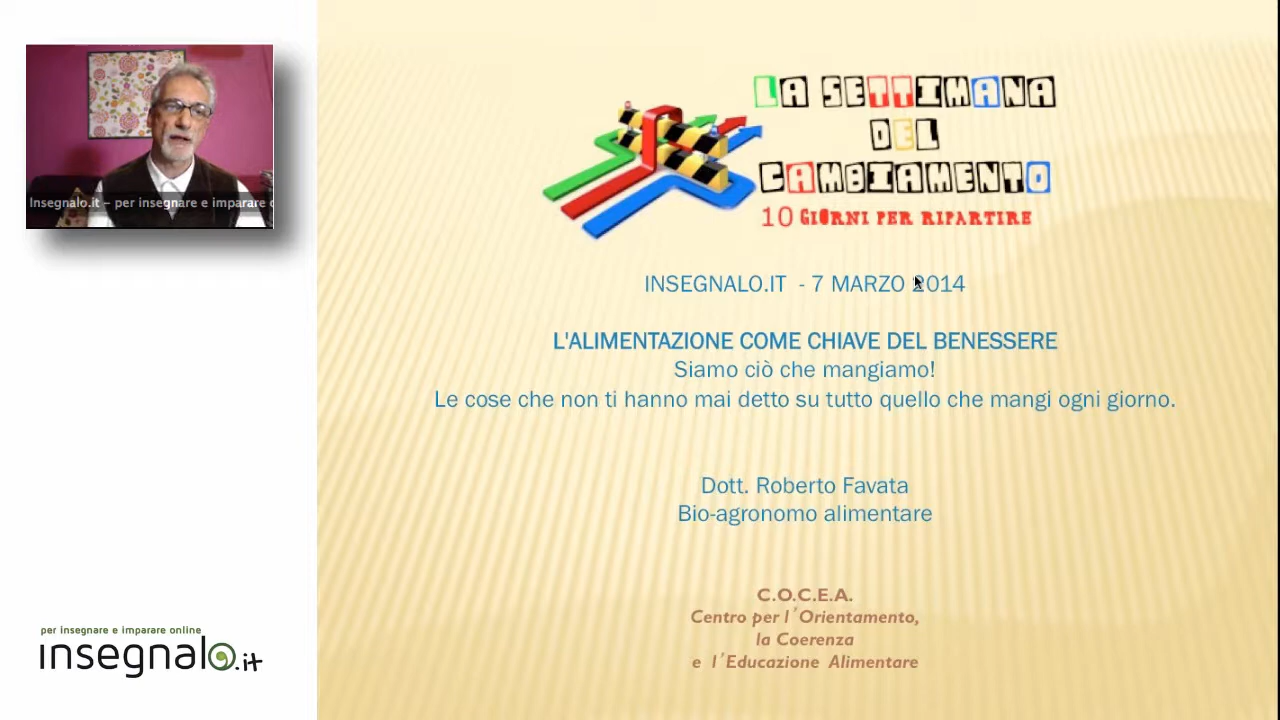 Insegnalo.it – per insegnare e imparare
LA SETTIMANA
DEL
CAMBIAMENTO
10 GIORNI PER RIPARTIRE
INSEGNALO.IT - 7 MARZO 2014
L'ALIMENTAZIONE COME CHIAVE DEL BENESSERE
Siamo ciò che mangiamo!
Le cose che non ti hanno mai detto su tutto quello che mangi ogni giorno.
Dott. Roberto Favata
Bio-agronomo alimentare
C.O.C.E.A.
Centro per l'Orientamento,
la Coerenza
e l'Educazione Alimentare
per insegnare e imparare online
insegnalo.it